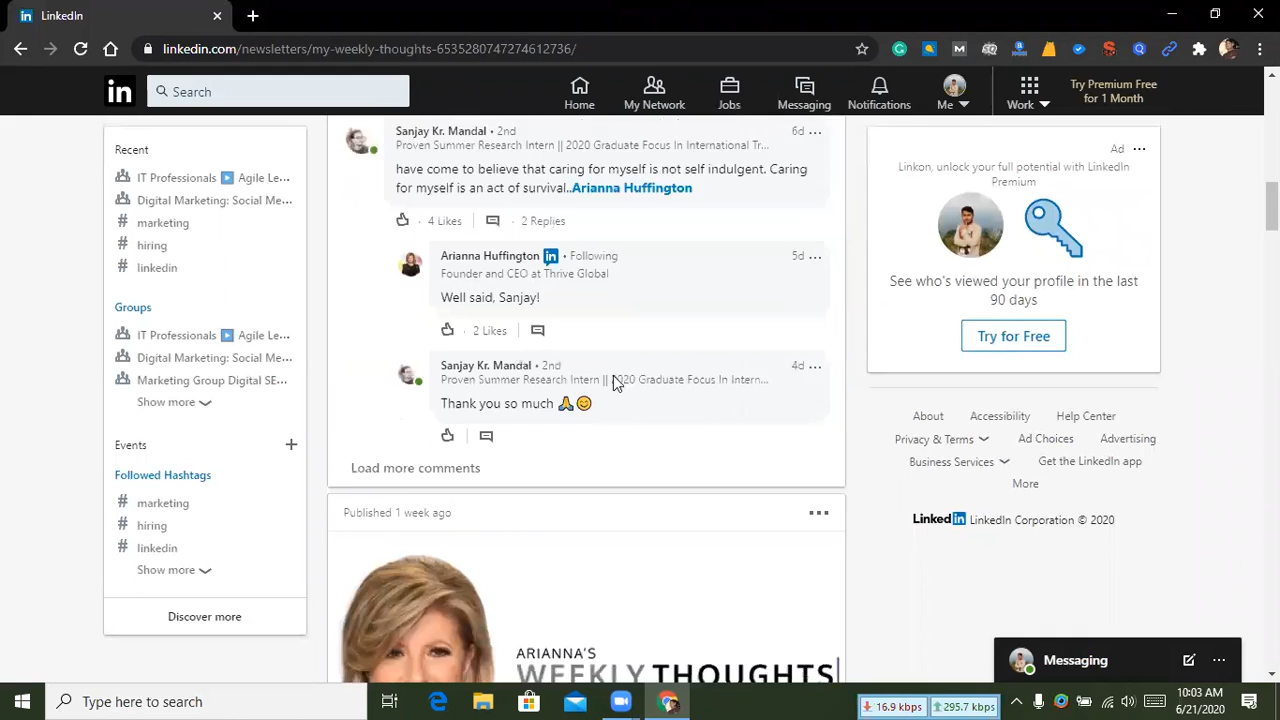 LinkedIn
linkedin.com/newsletters/my-weekly-thoughts-6535280747274612736/
in
Search
Home
My Network
Jobs
Messaging
Notifications
Me
Work
Try Premium Free
for 1 Month
Recent
IT Professionals ▶ Agile Le...
Digital Marketing: Social Me...
# marketing
# hiring
# linkedin
Groups
IT Professionals ▶ Agile Le...
Digital Marketing: Social Me...
Marketing Group Digital SE...
Show more
Events +
Followed Hashtags
# marketing
# hiring
# linkedin
Show more
Discover more
Sanjay Kr. Mandal • 2nd 6d ...
Proven Summer Research Intern || 2020 Graduate Focus In International Tr...
have come to believe that caring for myself is not self indulgent. Caring
for myself is an act of survival..Arianna Huffington
4 Likes 2 Replies
Arianna Huffington in • Following 5d ...
Founder and CEO at Thrive Global
Well said, Sanjay!
2 Likes
Sanjay Kr. Mandal • 2nd 4d ...
Proven Summer Research Intern || 2020 Graduate Focus In Intern...
Thank you so much 🙏😊
Load more comments
Published 1 week ago ...
ARIANNA'S
WEEKLY THOUGHTS
Ad ...
Linkon, unlock your full potential with LinkedIn
Premium
See who's viewed your profile in the last
90 days
Try for Free
About Accessibility Help Center
Privacy & Terms Ad Choices Advertising
Business Services Get the LinkedIn app
More
LinkedIn LinkedIn Corporation © 2020
Messaging ...
Type here to search
16.9 kbps 295.7 kbps
10:03 AM
6/21/2020